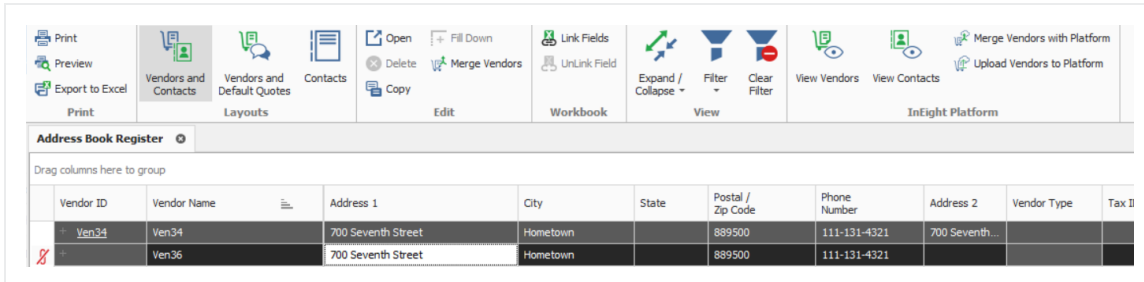 Print
Preview
Export to Excel
Print
Vendors and
Contacts
Vendors and
Default Quotes
Contacts
Layouts
Open
Fill Down
Delete
Merge Vendors
Copy
Edit
Link Fields
UnLink Field
Workbook
Expand /
Collapse
Filter
Clear
Filter
View
View Vendors
View Contacts
Merge Vendors with Platform
Upload Vendors to Platform
InEight Platform
Address Book Register
Drag columns here to group
Vendor ID Vendor Name Address 1 City State Postal / Zip Code Phone Number Address 2 Vendor Type Tax I
+ Ven34 Ven34 700 Seventh Street Hometown 889500 111-131-4321 700 Seventh...
+ Ven36 700 Seventh Street Hometown 889500 111-131-4321